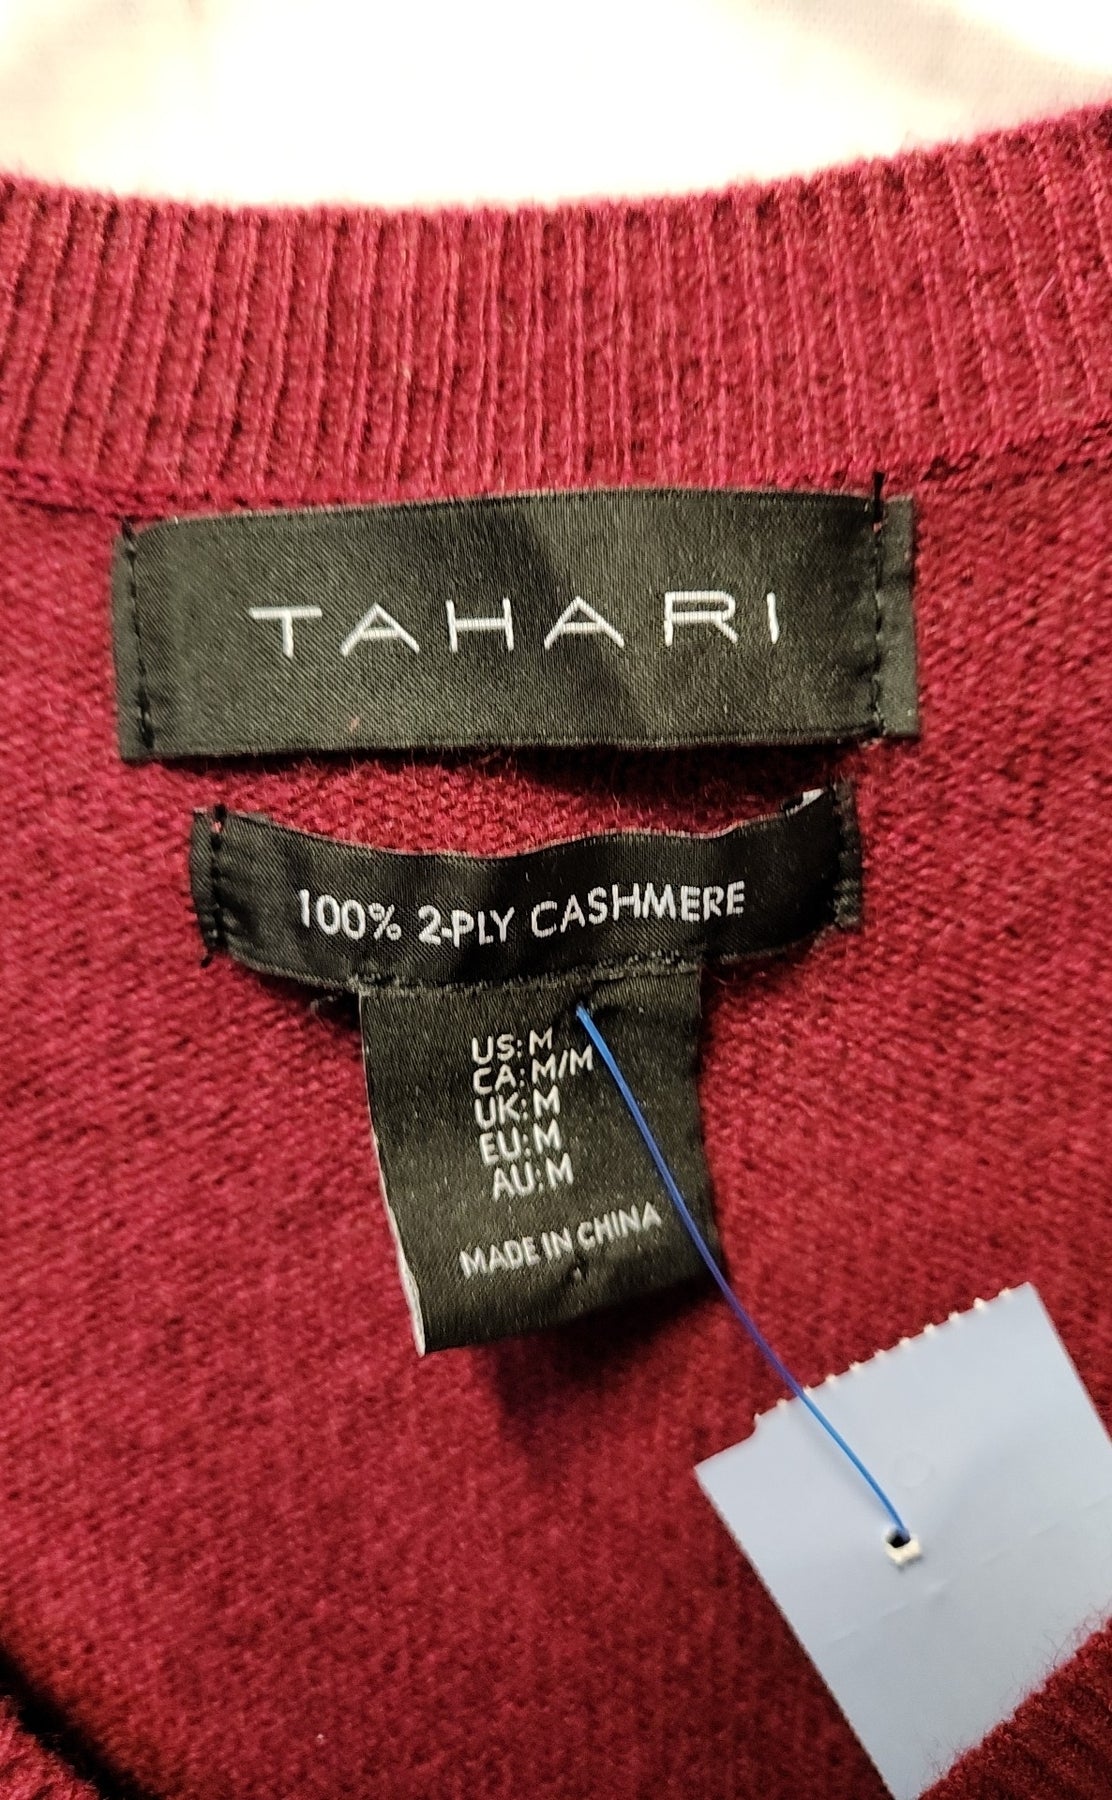 TAHARI
100% 2-PLY CASHMERE
US: M
CA: M/M
UK: M
EU: M
AU: M
MADE IN CHINA